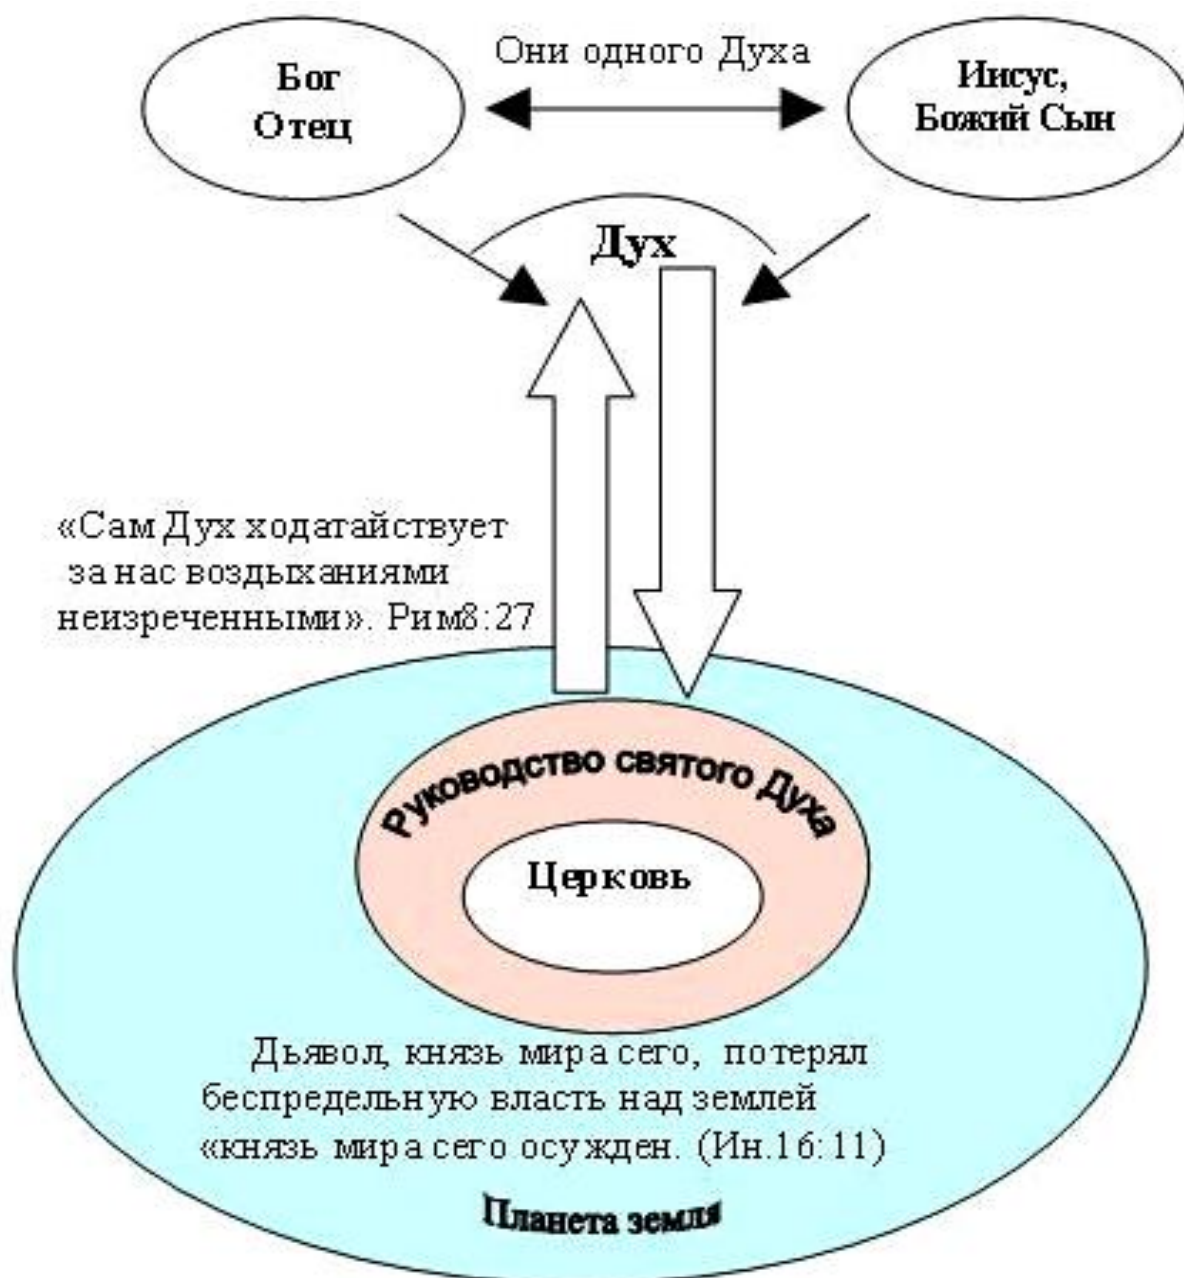 Они одного Духа
Бог
Отец
Иисус,
Божий Сын
Дух
«Сам Дух ходатайствует
за нас воздыханиями
неизреченными». Рим8:27
Руководство святого Духа
Церковь
Дьявол, князь мира сего, потерял
беспредельную власть над землей
«князь мира сего осужден. (Ин.16:11)
Планета земля